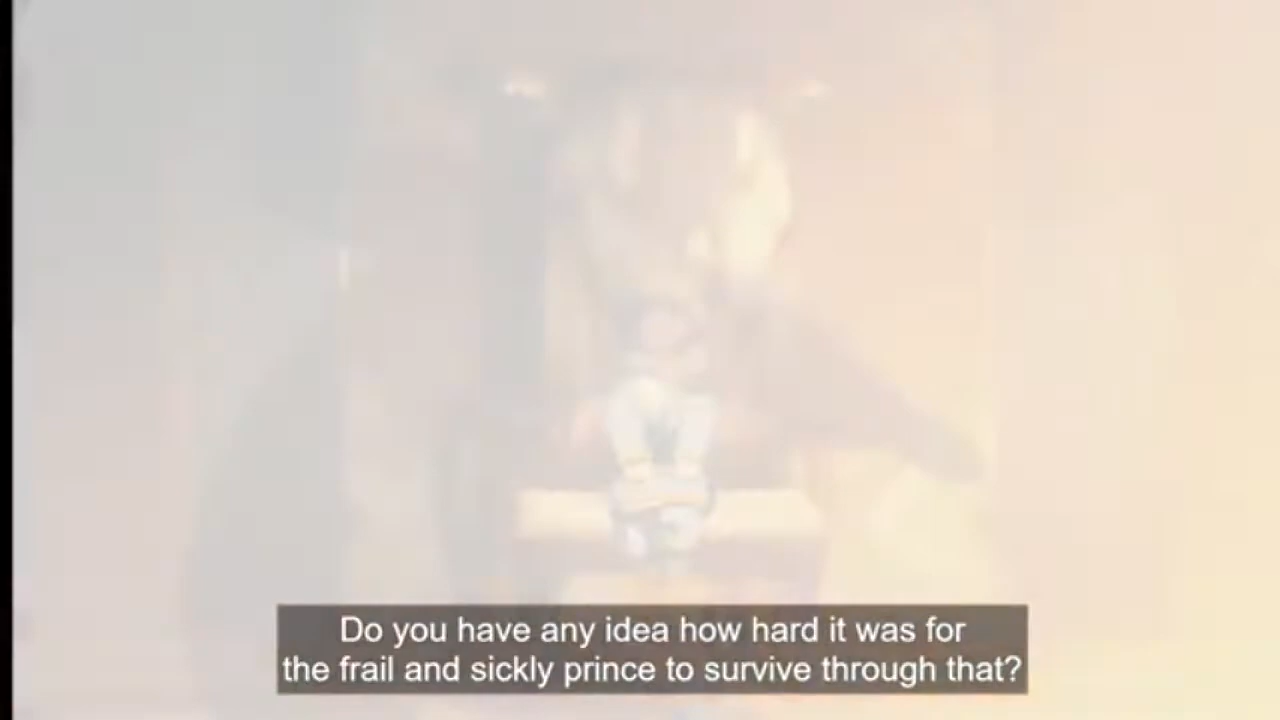 Do you have any idea how hard it was for
the frail and sickly prince to survive through that?